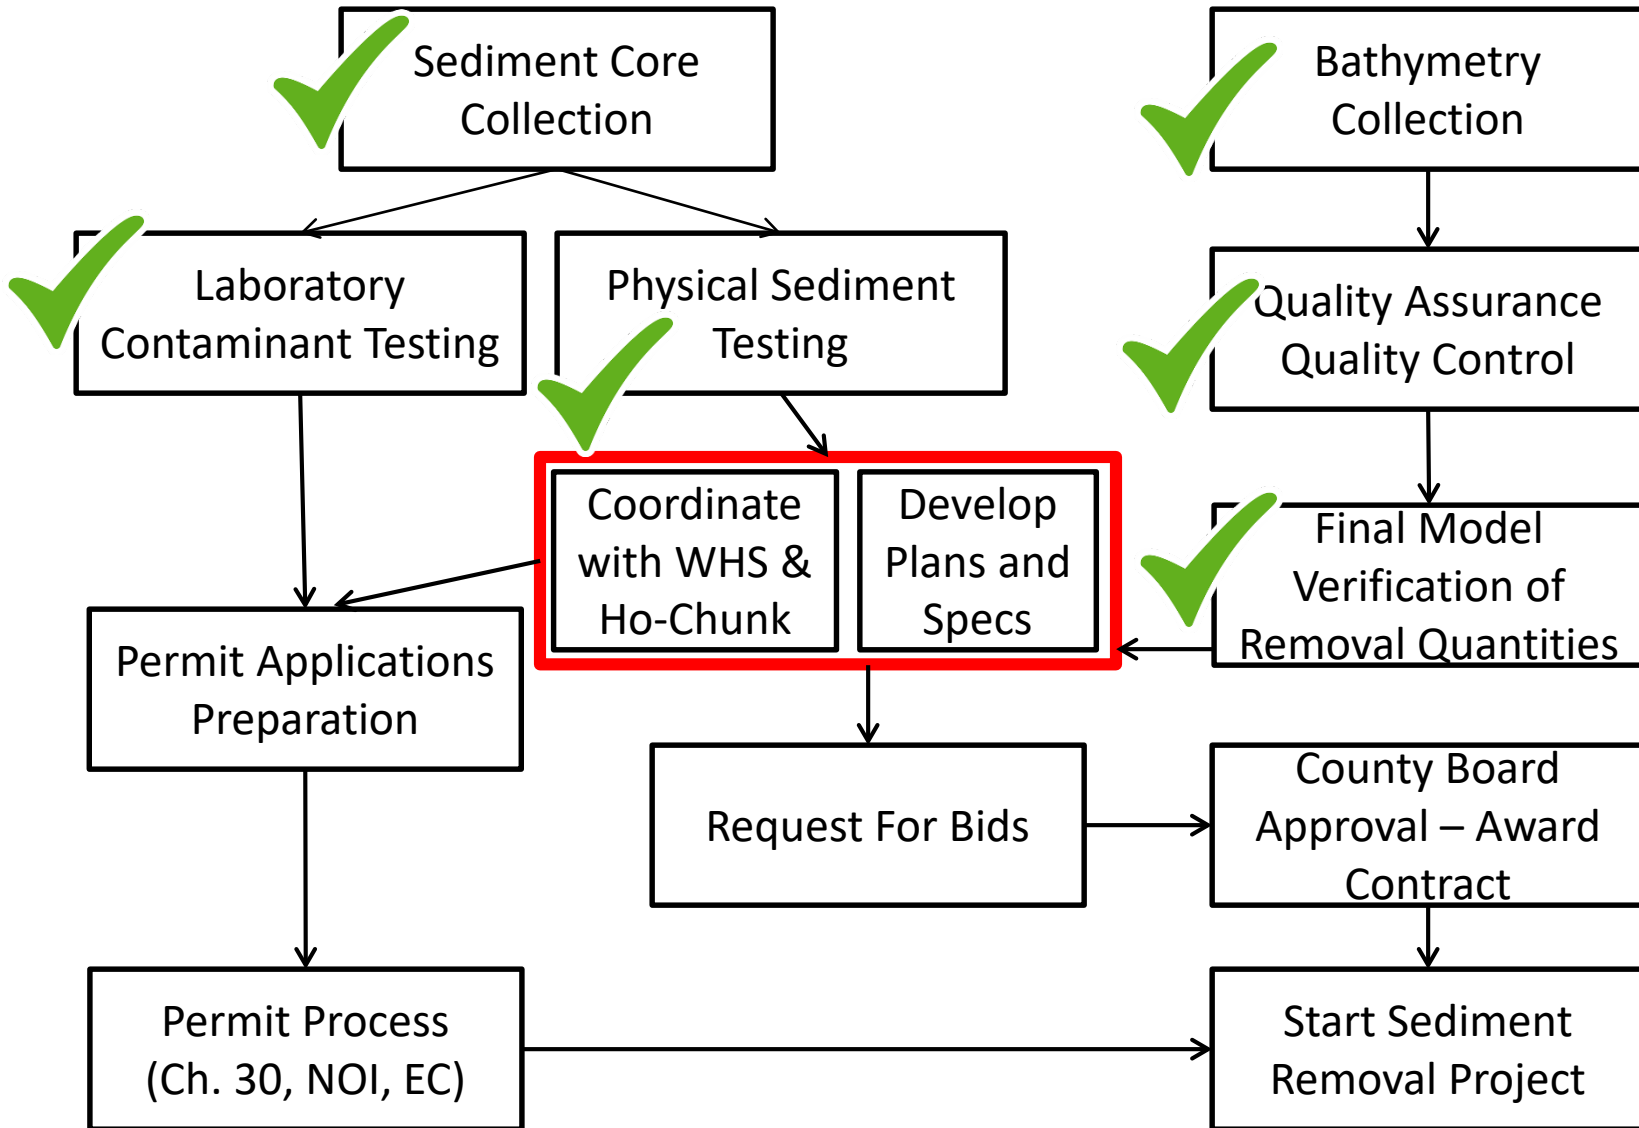 Sediment Core
Collection
Bathymetry
Collection
Laboratory
Contaminant Testing
Physical Sediment
Testing
Quality Assurance
Quality Control
Coordinate
with WHS &
Ho-Chunk
Develop
Plans and
Specs
Final Model
Verification of
Removal Quantities
Permit Applications
Preparation
Request For Bids
County Board
Approval – Award
Contract
Permit Process
(Ch. 30, NOI, EC)
Start Sediment
Removal Project